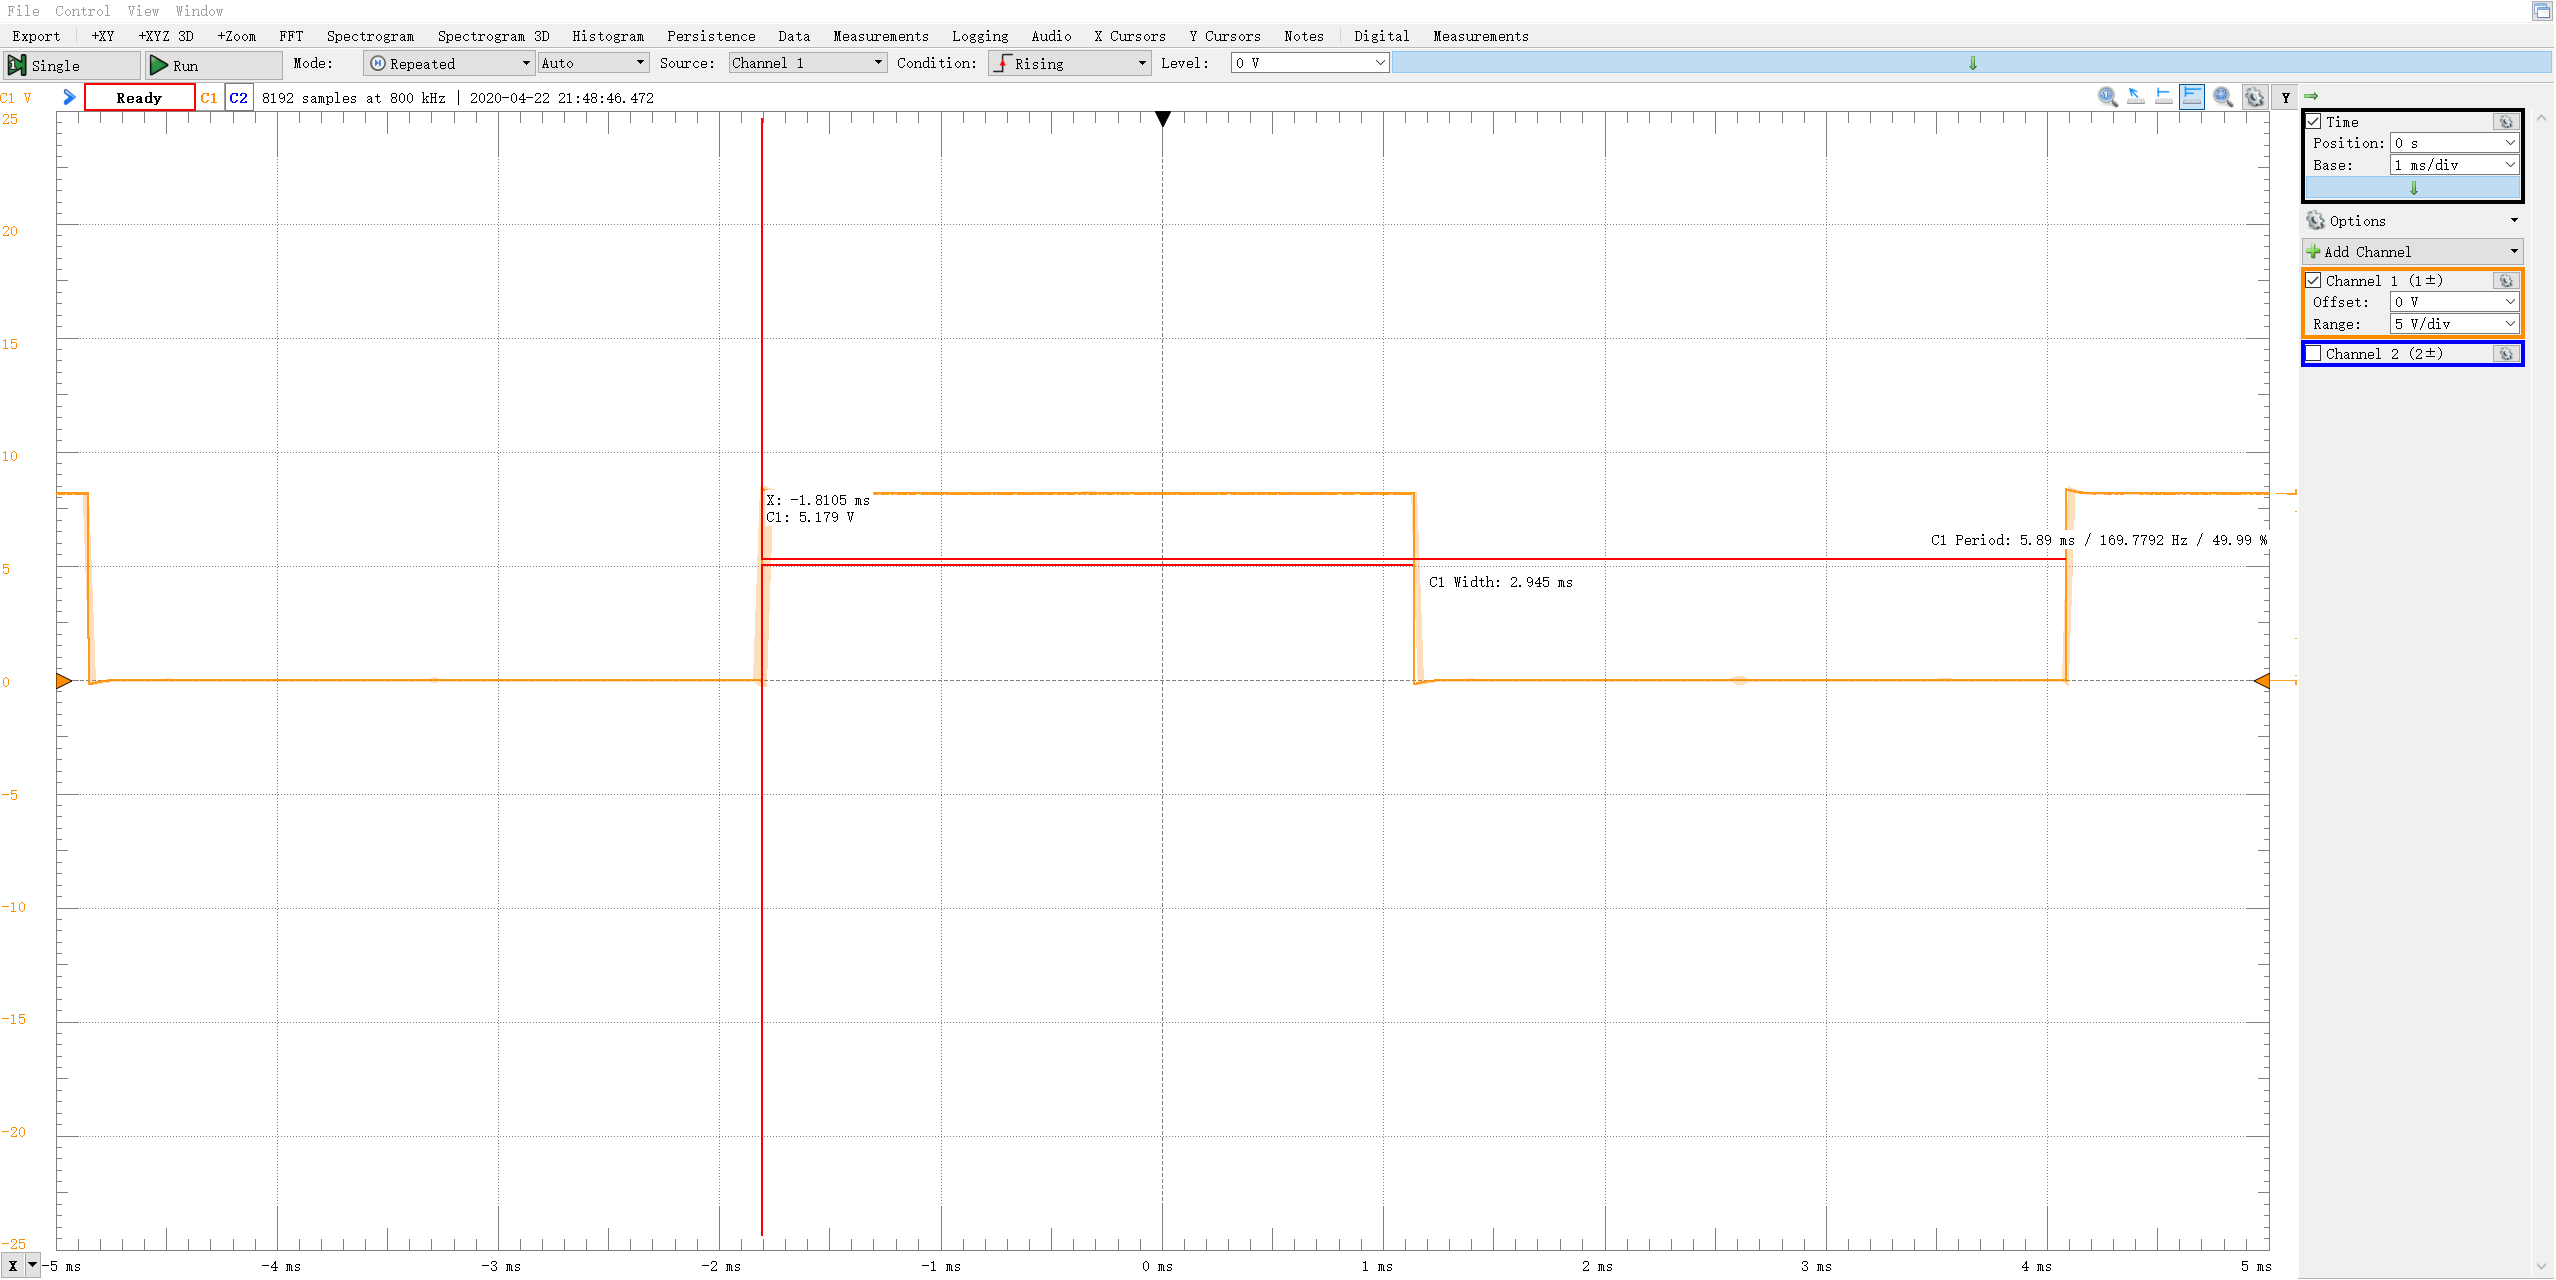 File Control View Window
Export +XY +XYZ 3D +Zoom FFT Spectrogram Spectrogram 3D Histogram Persistence Data Measurements Logging Audio X Cursors Y Cursors Notes Digital Measurements
Single Run Mode: Repeated Auto Source: Channel 1 Condition: Rising Level: 0 V
C1 V Ready C1 C2 8192 samples at 800 kHz | 2020-04-22 21:48:46.472 Y
25
20
15
10
5
0
-5
-10
-15
-20
-25
X: -1.8105 ms
C1: 5.179 V
C1 Period: 5.89 ms / 169.7792 Hz / 49.99 %
C1 Width: 2.945 ms
X -5 ms -4 ms -3 ms -2 ms -1 ms 0 ms 1 ms 2 ms 3 ms 4 ms 5 ms
Time
Position: 0 s
Base: 1 ms/div
Options
Add Channel
Channel 1 (1±)
Offset: 0 V
Range: 5 V/div
Channel 2 (2±)